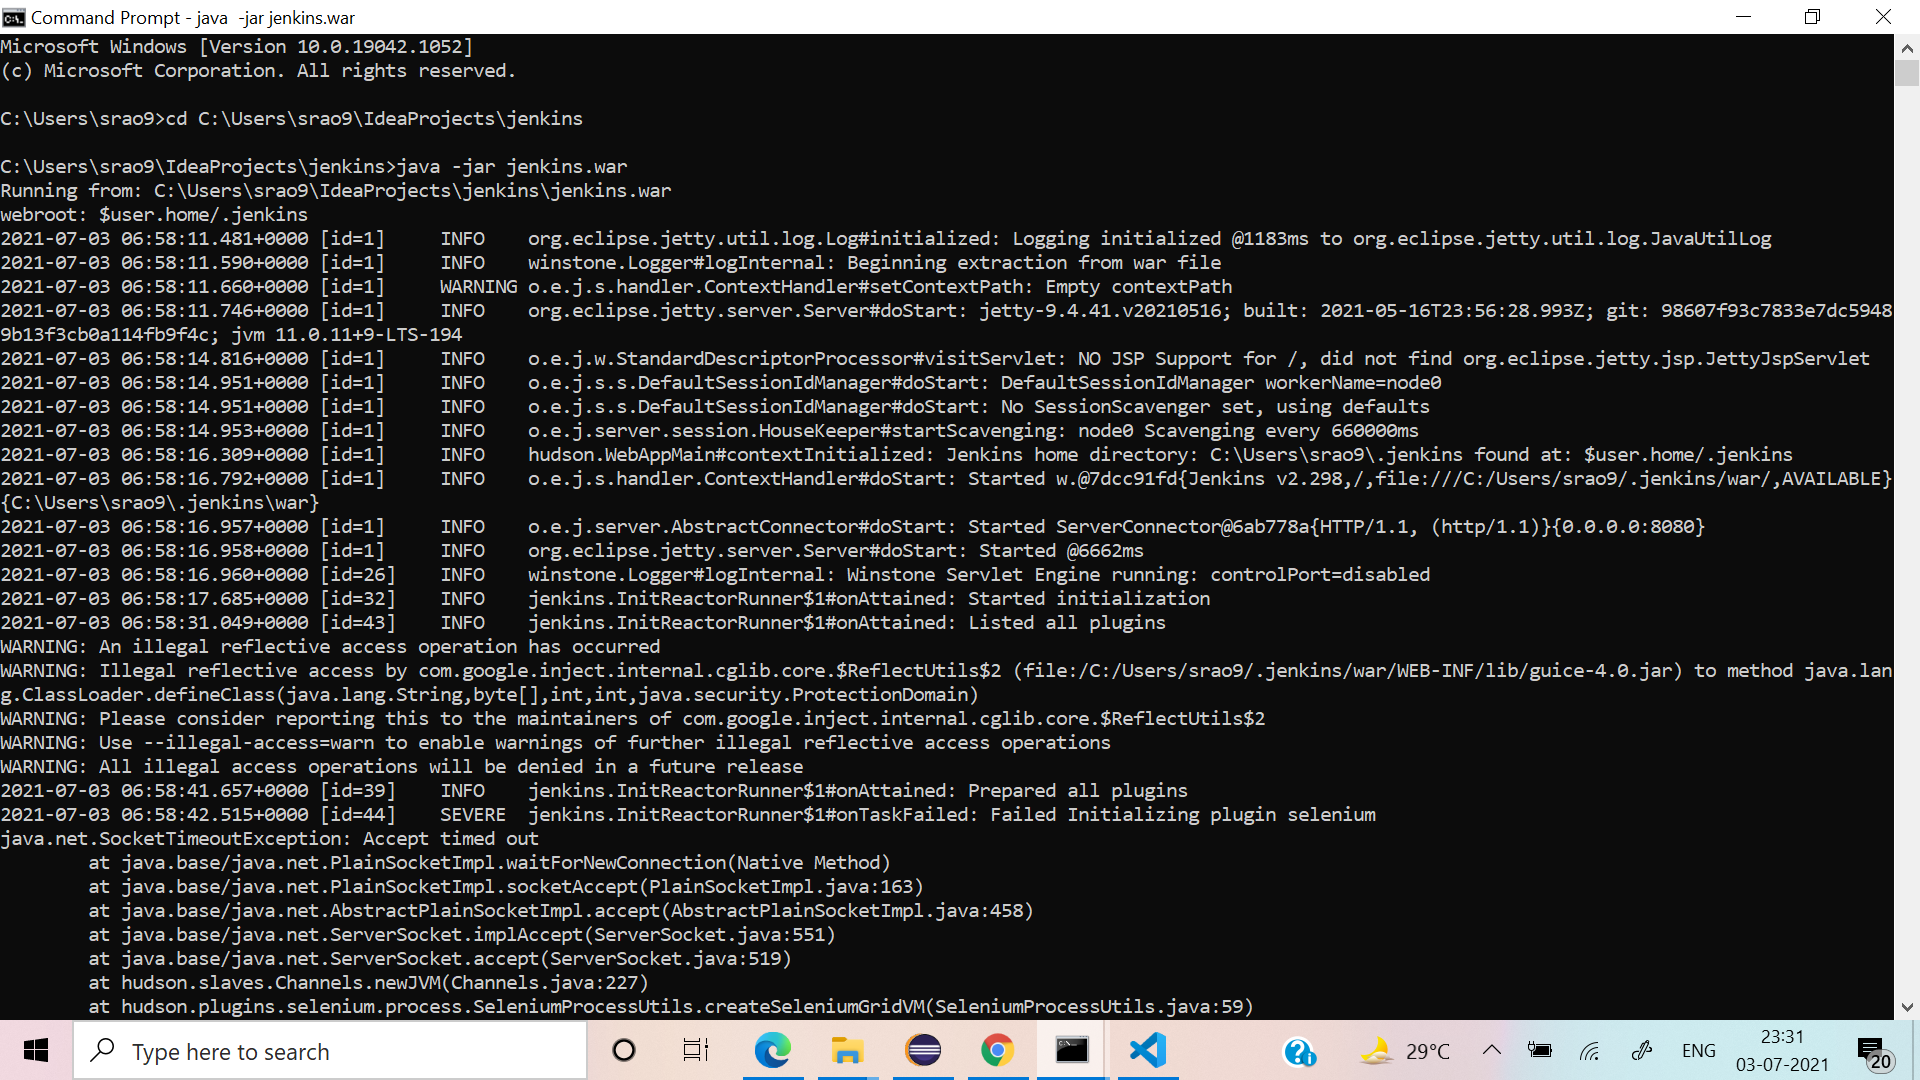 Command Prompt - java  -jar jenkins.war
Microsoft Windows [Version 10.0.19042.1052]
(c) Microsoft Corporation. All rights reserved.
C:\Users\srao9>cd C:\Users\srao9\IdeaProjects\jenkins
C:\Users\srao9\IdeaProjects\jenkins>java -jar jenkins.war
Running from: C:\Users\srao9\IdeaProjects\jenkins\jenkins.war
webroot: $user.home/.jenkins
2021-07-03 06:58:11.481+0000 [id=1]     INFO    org.eclipse.jetty.util.log.Log#initialized: Logging initialized @1183ms to org.eclipse.jetty.util.log.JavaUtilLog
2021-07-03 06:58:11.590+0000 [id=1]     INFO    winstone.Logger#logInternal: Beginning extraction from war file
2021-07-03 06:58:11.660+0000 [id=1]     WARNING o.e.j.s.handler.ContextHandler#setContextPath: Empty contextPath
2021-07-03 06:58:11.746+0000 [id=1]     INFO    org.eclipse.jetty.server.Server#doStart: jetty-9.4.41.v20210516; built: 2021-05-16T23:56:28.993Z; git: 98607f93c7833e7dc5948
9b13f3cb0a114fb9f4c; jvm 11.0.11+9-LTS-194
2021-07-03 06:58:14.816+0000 [id=1]     INFO    o.e.j.w.StandardDescriptorProcessor#visitServlet: NO JSP Support for /, did not find org.eclipse.jetty.jsp.JettyJspServlet
2021-07-03 06:58:14.951+0000 [id=1]     INFO    o.e.j.s.s.DefaultSessionIdManager#doStart: DefaultSessionIdManager workerName=node0
2021-07-03 06:58:14.951+0000 [id=1]     INFO    o.e.j.s.s.DefaultSessionIdManager#doStart: No SessionScavenger set, using defaults
2021-07-03 06:58:14.953+0000 [id=1]     INFO    o.e.j.server.session.HouseKeeper#startScavenging: node0 Scavenging every 660000ms
2021-07-03 06:58:16.309+0000 [id=1]     INFO    hudson.WebAppMain#contextInitialized: Jenkins home directory: C:\Users\srao9\.jenkins found at: $user.home/.jenkins
2021-07-03 06:58:16.792+0000 [id=1]     INFO    o.e.j.s.handler.ContextHandler#doStart: Started w.@7dcc91fd{Jenkins v2.298,/,file:///C:/Users/srao9/.jenkins/war/,AVAILABLE}
{C:\Users\srao9\.jenkins\war}
2021-07-03 06:58:16.957+0000 [id=1]     INFO    o.e.j.server.AbstractConnector#doStart: Started ServerConnector@6ab778a{HTTP/1.1, (http/1.1)}{0.0.0.0:8080}
2021-07-03 06:58:16.958+0000 [id=1]     INFO    org.eclipse.jetty.server.Server#doStart: Started @6662ms
2021-07-03 06:58:16.960+0000 [id=26]    INFO    winstone.Logger#logInternal: Winstone Servlet Engine running: controlPort=disabled
2021-07-03 06:58:17.685+0000 [id=32]    INFO    jenkins.InitReactorRunner$1#onAttained: Started initialization
2021-07-03 06:58:31.049+0000 [id=43]    INFO    jenkins.InitReactorRunner$1#onAttained: Listed all plugins
WARNING: An illegal reflective access operation has occurred
WARNING: Illegal reflective access by com.google.inject.internal.cglib.core.$ReflectUtils$2 (file:/C:/Users/srao9/.jenkins/war/WEB-INF/lib/guice-4.0.jar) to method java.lan
g.ClassLoader.defineClass(java.lang.String,byte[],int,int,java.security.ProtectionDomain)
WARNING: Please consider reporting this to the maintainers of com.google.inject.internal.cglib.core.$ReflectUtils$2
WARNING: Use --illegal-access=warn to enable warnings of further illegal reflective access operations
WARNING: All illegal access operations will be denied in a future release
2021-07-03 06:58:41.657+0000 [id=39]    INFO    jenkins.InitReactorRunner$1#onAttained: Prepared all plugins
2021-07-03 06:58:42.515+0000 [id=44]    SEVERE  jenkins.InitReactorRunner$1#onTaskFailed: Failed Initializing plugin selenium
java.net.SocketTimeoutException: Accept timed out
        at java.base/java.net.PlainSocketImpl.waitForNewConnection(Native Method)
        at java.base/java.net.PlainSocketImpl.socketAccept(PlainSocketImpl.java:163)
        at java.base/java.net.AbstractPlainSocketImpl.accept(AbstractPlainSocketImpl.java:458)
        at java.base/java.net.ServerSocket.implAccept(ServerSocket.java:551)
        at java.base/java.net.ServerSocket.accept(ServerSocket.java:519)
        at hudson.slaves.Channels.newJVM(Channels.java:227)
        at hudson.plugins.selenium.process.SeleniumProcessUtils.createSeleniumGridVM(SeleniumProcessUtils.java:59)
Type here to search
29°C
ENG
23:31
03-07-2021
20